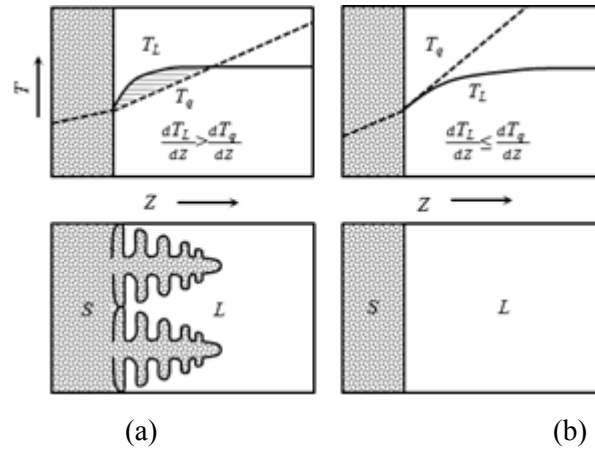 T
T_L
T_q
dT_L/dZ > dT_q/dZ
T_q
T_L
dT_L/dZ ≤ dT_q/dZ
Z
Z
S
L
S
L
(a)
(b)